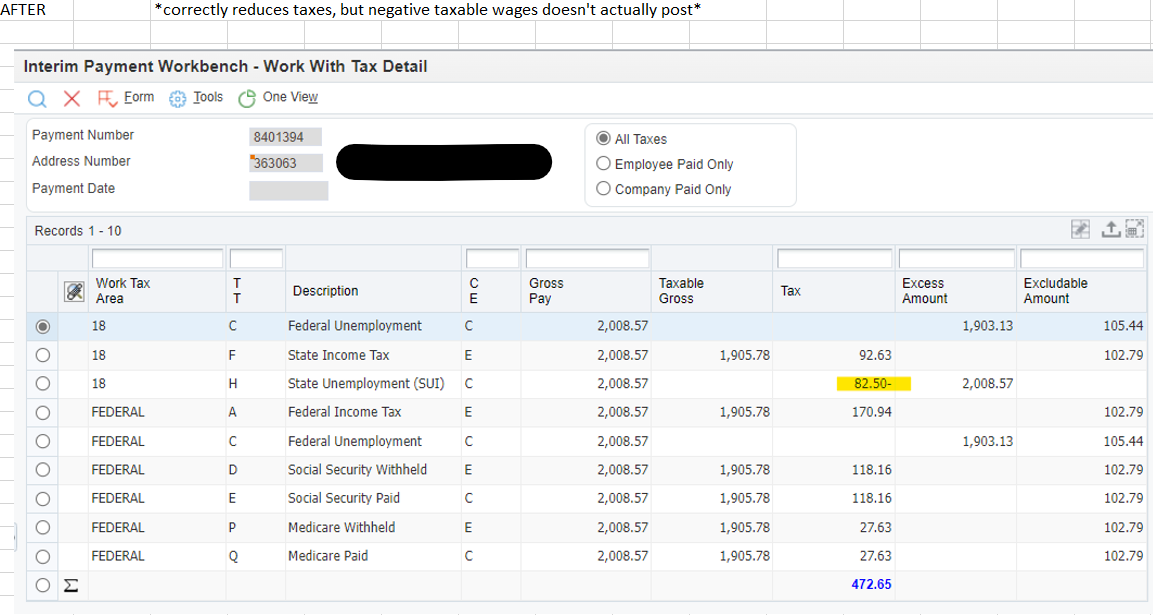 AFTER *correctly reduces taxes, but negative taxable wages doesn't actually post*
Interim Payment Workbench - Work With Tax Detail
Form Tools One View
Payment Number 8401394 All Taxes
Address Number 363063 Employee Paid Only
Payment Date Company Paid Only
Records 1 - 10
Work Tax Area T T Description C E Gross Pay Taxable Gross Tax Excess Amount Excludable Amount
18 C Federal Unemployment C 2,008.57 1,903.13 105.44
18 F State Income Tax E 2,008.57 1,905.78 92.63 102.79
18 H State Unemployment (SUI) C 2,008.57 82.50- 2,008.57
FEDERAL A Federal Income Tax E 2,008.57 1,905.78 170.94 102.79
FEDERAL C Federal Unemployment C 2,008.57 1,903.13 105.44
FEDERAL D Social Security Withheld E 2,008.57 1,905.78 118.16 102.79
FEDERAL E Social Security Paid C 2,008.57 1,905.78 118.16 102.79
FEDERAL P Medicare Withheld E 2,008.57 1,905.78 27.63 102.79
FEDERAL Q Medicare Paid C 2,008.57 1,905.78 27.63 102.79
Σ 472.65